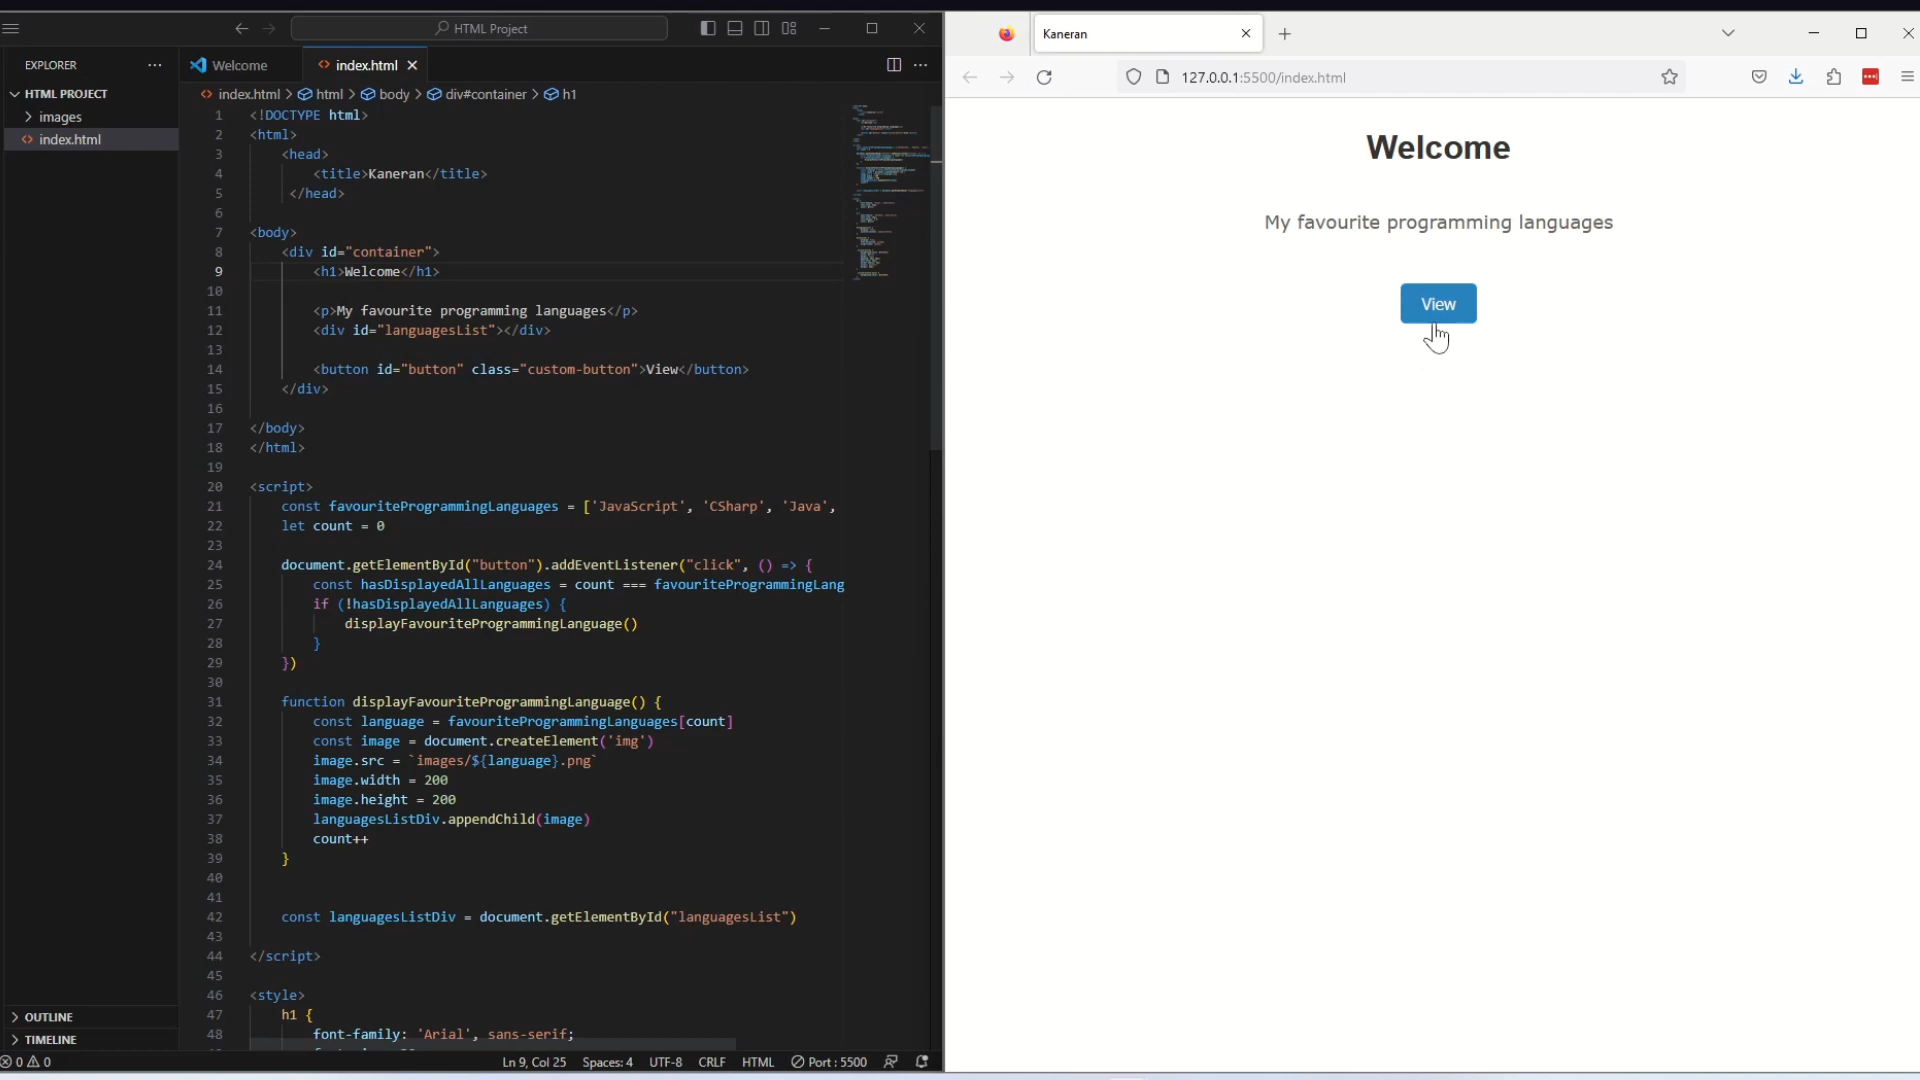 HTML Project
EXPLORER
HTML PROJECT
images
index.html
Welcome
index.html
index.html > html > body > div#container > h1
1 <!DOCTYPE html>
2 <html>
3 <head>
4 <title>Kaneran</title>
5 </head>
6
7 <body>
8 <div id="container">
9 <h1>Welcome</h1>
10
11 <p>My favourite programming languages</p>
12 <div id="languagesList"></div>
13
14 <button id="button" class="custom-button">View</button>
15 </div>
16
17 </body>
18 </html>
19
20 <script>
21 const favouriteProgrammingLanguages = ['JavaScript', 'CSharp', 'Java',
22 let count = 0
23
24 document.getElementById("button").addEventListener("click", () => {
25 const hasDisplayedAllLanguages = count === favouriteProgrammingLang
26 if (!hasDisplayedAllLanguages) {
27 displayFavouriteProgrammingLanguage()
28 }
29 })
30
31 function displayFavouriteProgrammingLanguage() {
32 const language = favouriteProgrammingLanguages[count]
33 const image = document.createElement('img')
34 image.src = `images/${language}.png`
35 image.width = 200
36 image.height = 200
37 languagesListDiv.appendChild(image)
38 count++
39 }
40
41
42 const languagesListDiv = document.getElementById("languagesList")
43
44 </script>
45
46 <style>
47 h1 {
48 font-family: 'Arial', sans-serif;
OUTLINE
TIMELINE
0 0
Ln 9, Col 25 Spaces: 4 UTF-8 CRLF HTML Port : 5500
Kaneran
127.0.0.1:5500/index.html
Welcome
My favourite programming languages
View